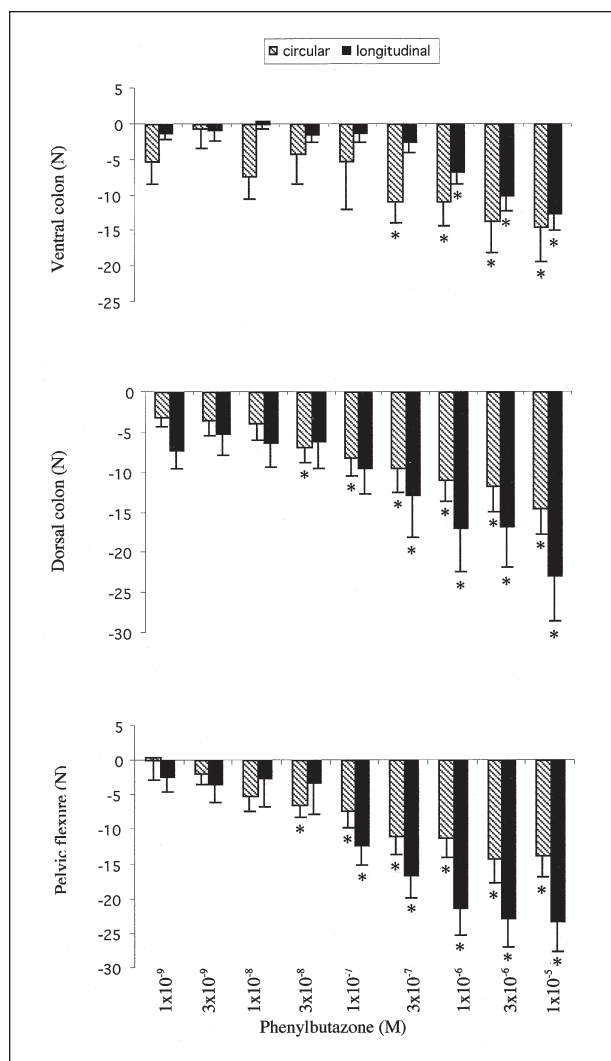 circular longitudinal
Ventral colon (N)
5
0
-5
-10
-15
-20
-25
* * * * * * *
Dorsal colon (N)
0
-5
-10
-15
-20
-25
-30
* * * * * * * * * *
Pelvic flexure (N)
5
0
-5
-10
-15
-20
-25
-30
* * * * * * * * * * *
1x10-9 3x10-9 1x10-8 3x10-8 1x10-7 3x10-7 1x10-6 3x10-6 1x10-5
Phenylbutazone (M)